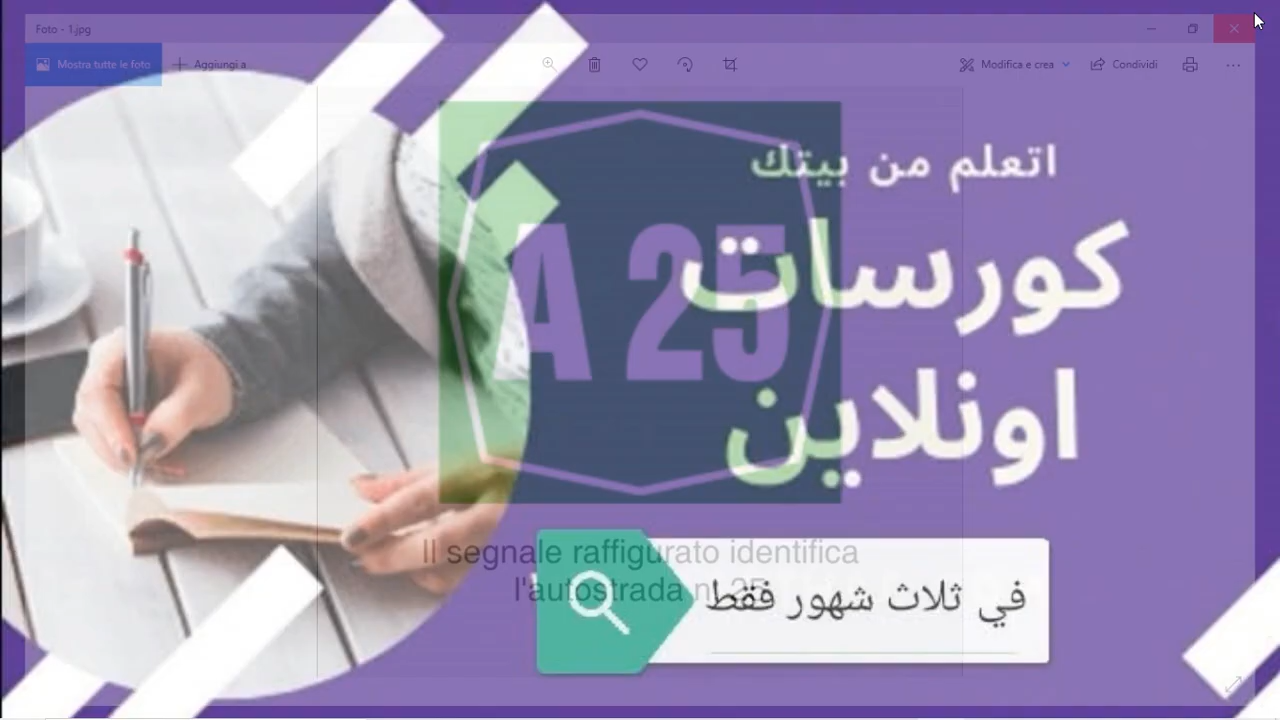 Foto - 1.jpg
Mostra tutte le foto
Aggiungi a
Modifica e crea
Condividi
اتعلم من بيتك
كورسات
اونلاين
A 25
Il segnale raffigurato identifica
l'autostrada n. 25
في ثلاث شهور فقط